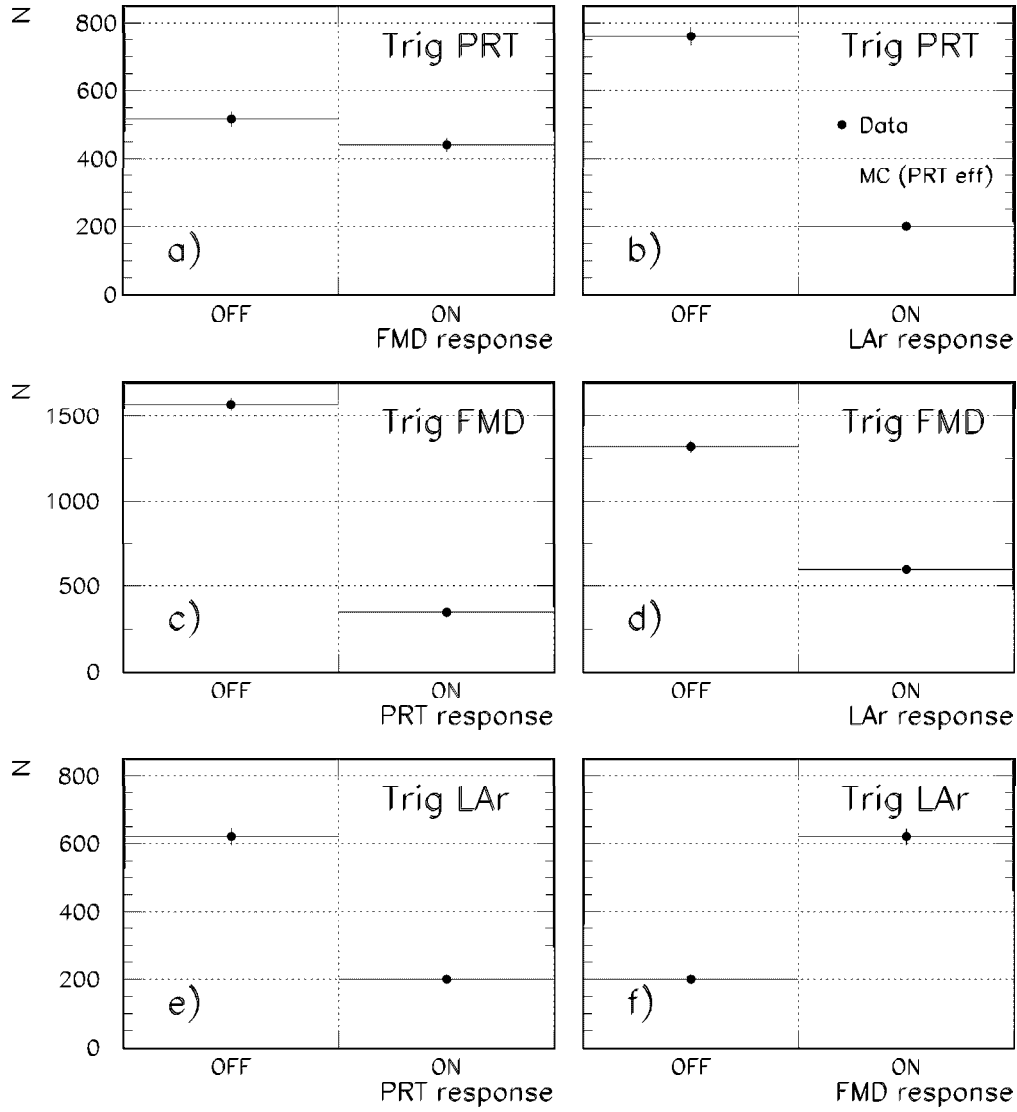 N
800
600
400
200
0
Trig PRT
a)
OFF ON
FMD response
Trig PRT
Data
MC (PRT eff)
b)
OFF ON
LAr response
N
1500
1000
500
0
Trig FMD
c)
OFF ON
PRT response
Trig FMD
d)
OFF ON
LAr response
N
800
600
400
200
0
Trig LAr
e)
OFF ON
PRT response
Trig LAr
f)
OFF ON
FMD response